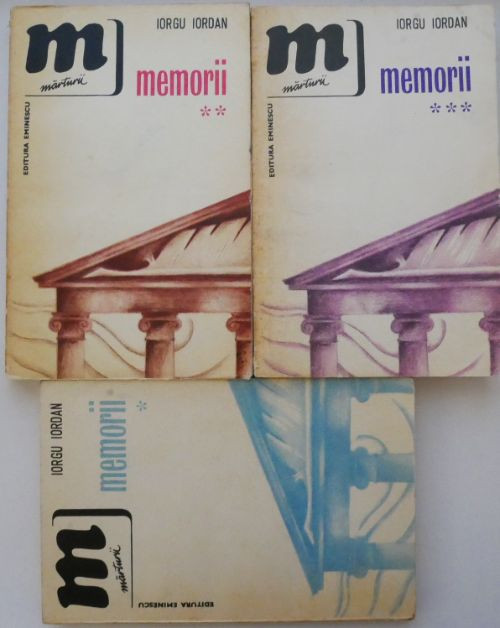 m
mărturii
IORGU IORDAN
memorii
**
EDITURA EMINESCU
m
mărturii
IORGU IORDAN
memorii
***
EDITURA EMINESCU
m
mărturii
IORGU IORDAN
memorii
*
EDITURA EMINESCU